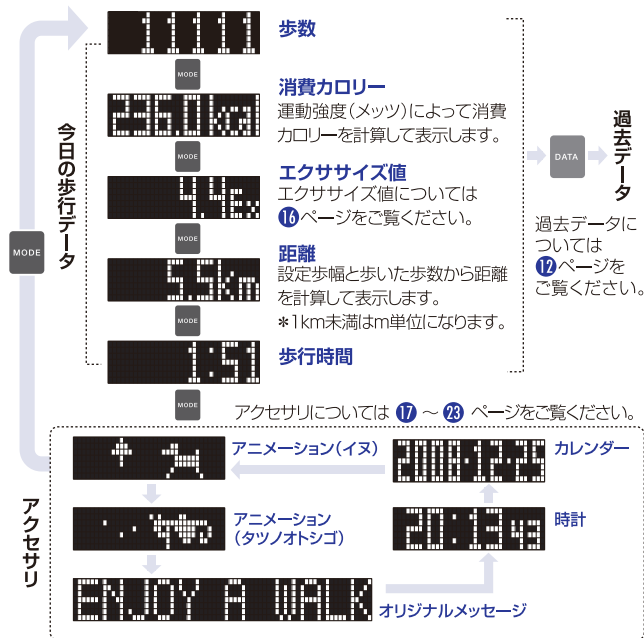 11111
歩数
MODE
236.0kcal
消費カロリー
運動強度(メッツ)によって消費
カロリーを計算して表示します。
MODE
4.4Ex
エクササイズ値
エクササイズ値については
⑯ページをご覧ください。
MODE
5.5km
距離
設定歩幅と歩いた歩数から距離
を計算して表示します。
*1km未満はm単位になります。
MODE
1:51
歩行時間
MODE
今日の歩行データ
MODE
DATA
過去データ
過去データに
ついては
⑫ページを
ご覧ください。
アクセサリについては ⑰ ~ ㉓ ページをご覧ください。
アクセサリ
アニメーション(イヌ)
2008:12:25
カレンダー
アニメーション
(タツノオトシゴ)
時計
ENJOY A WALK
オリジナルメッセージ